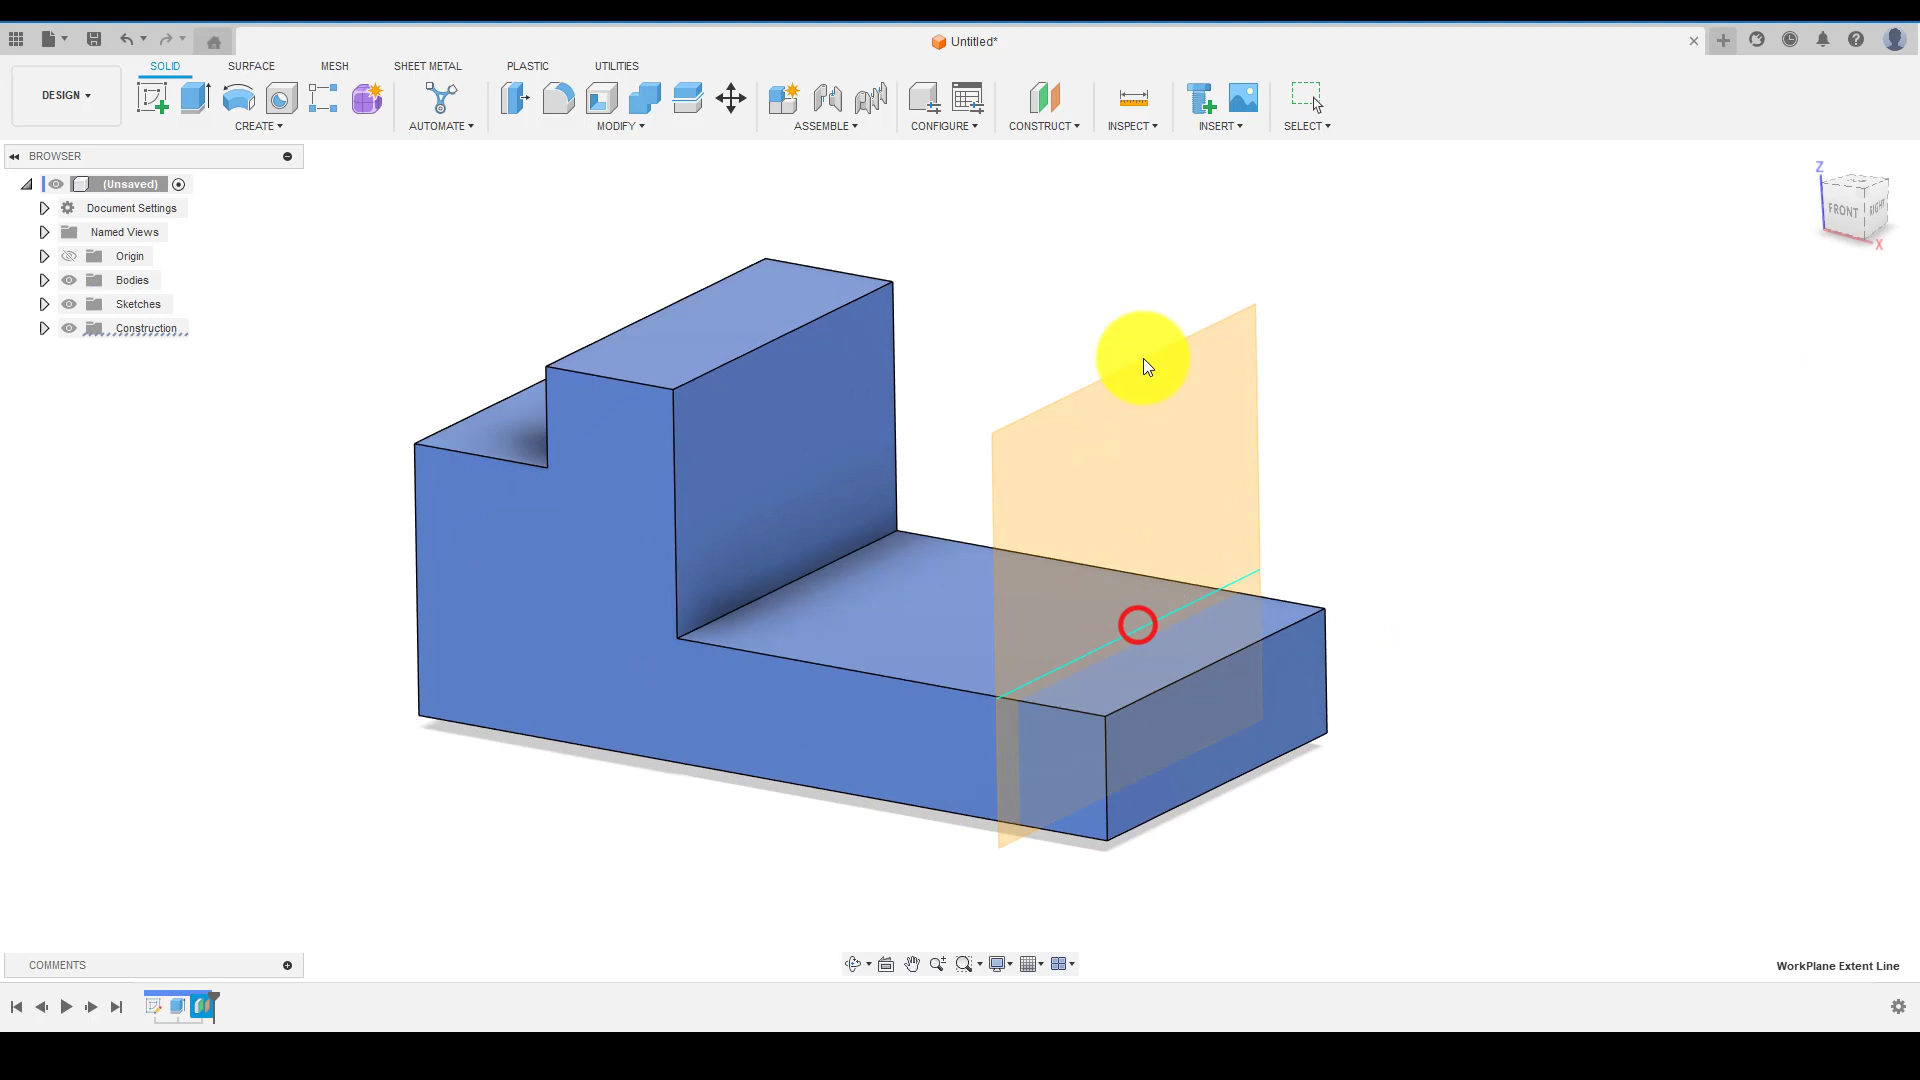 Untitled*
SOLID SURFACE MESH SHEET METAL PLASTIC UTILITIES
DESIGN
CREATE AUTOMATE MODIFY ASSEMBLE CONFIGURE CONSTRUCT INSPECT INSERT SELECT
BROWSER
(Unsaved)
Document Settings
Named Views
Origin
Bodies
Sketches
Construction
Z
FRONT RIGHT
X
COMMENTS
WorkPlane Extent Line